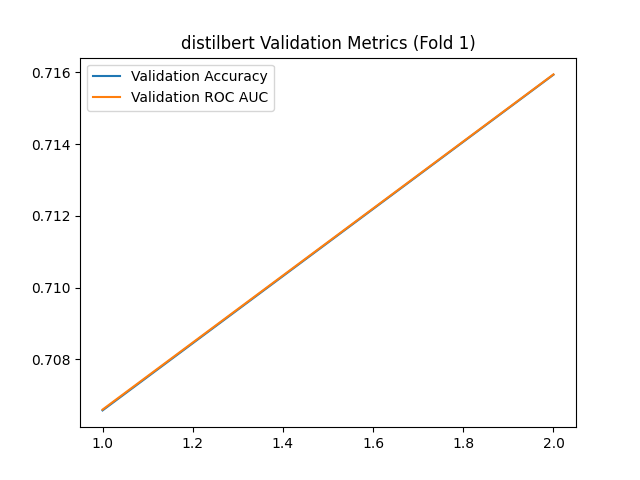 distilbert Validation Metrics (Fold 1)
Validation Accuracy
Validation ROC AUC
0.716
0.714
0.712
0.710
0.708
1.0 1.2 1.4 1.6 1.8 2.0